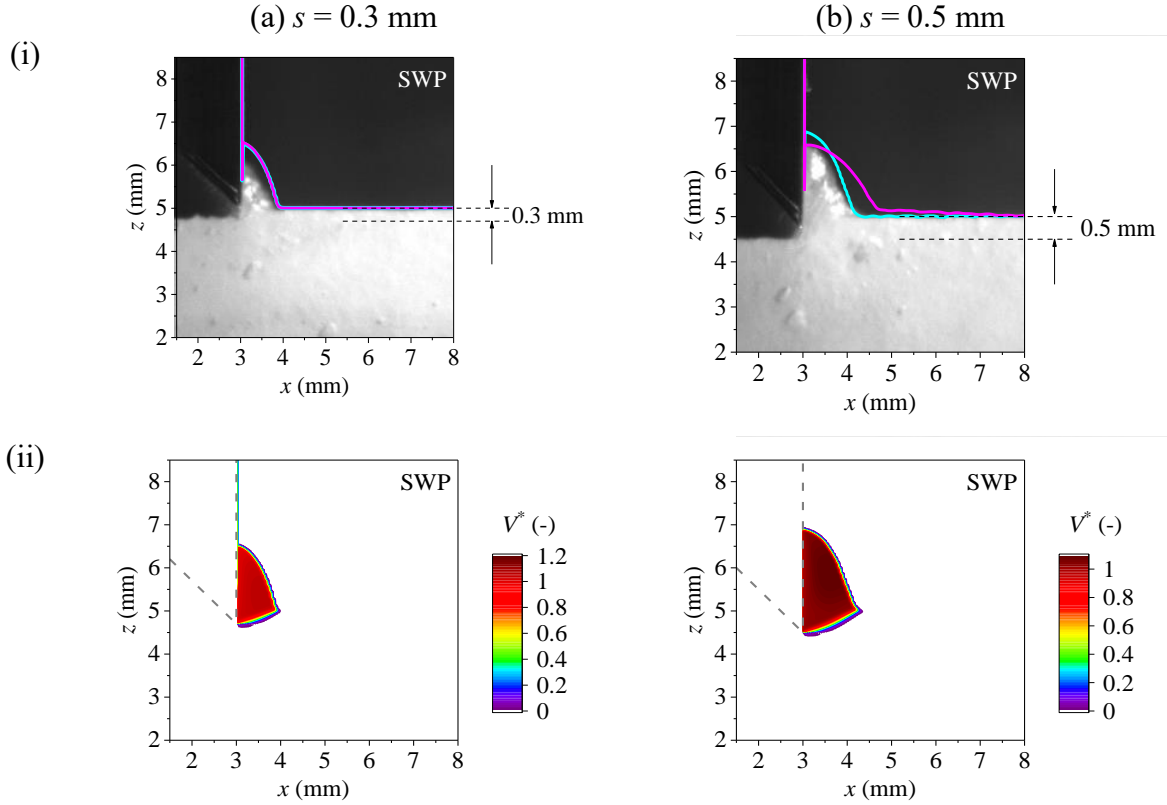 (a) s = 0.3 mm
(b) s = 0.5 mm
(i)
SWP
8
7
6
5
4
3
2
z (mm)
0.3 mm
2 3 4 5 6 7 8
x (mm)
SWP
8
7
6
5
4
3
2
z (mm)
0.5 mm
2 3 4 5 6 7 8
x (mm)
(ii)
SWP
8
7
6
5
4
3
2
z (mm)
2 3 4 5 6 7 8
x (mm)
V* (-)
1.2
1
0.8
0.6
0.4
0.2
0
SWP
8
7
6
5
4
3
2
z (mm)
2 3 4 5 6 7 8
x (mm)
V* (-)
1
0.8
0.6
0.4
0.2
0